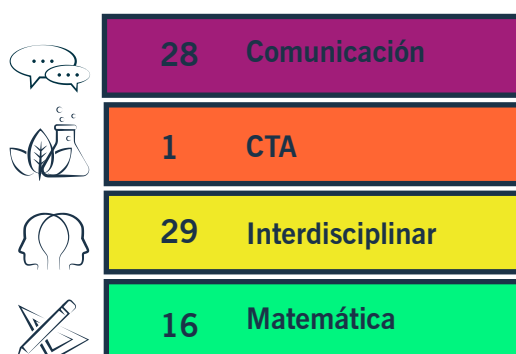 28 Comunicación
1 CTA
29 Interdisciplinar
16 Matemática